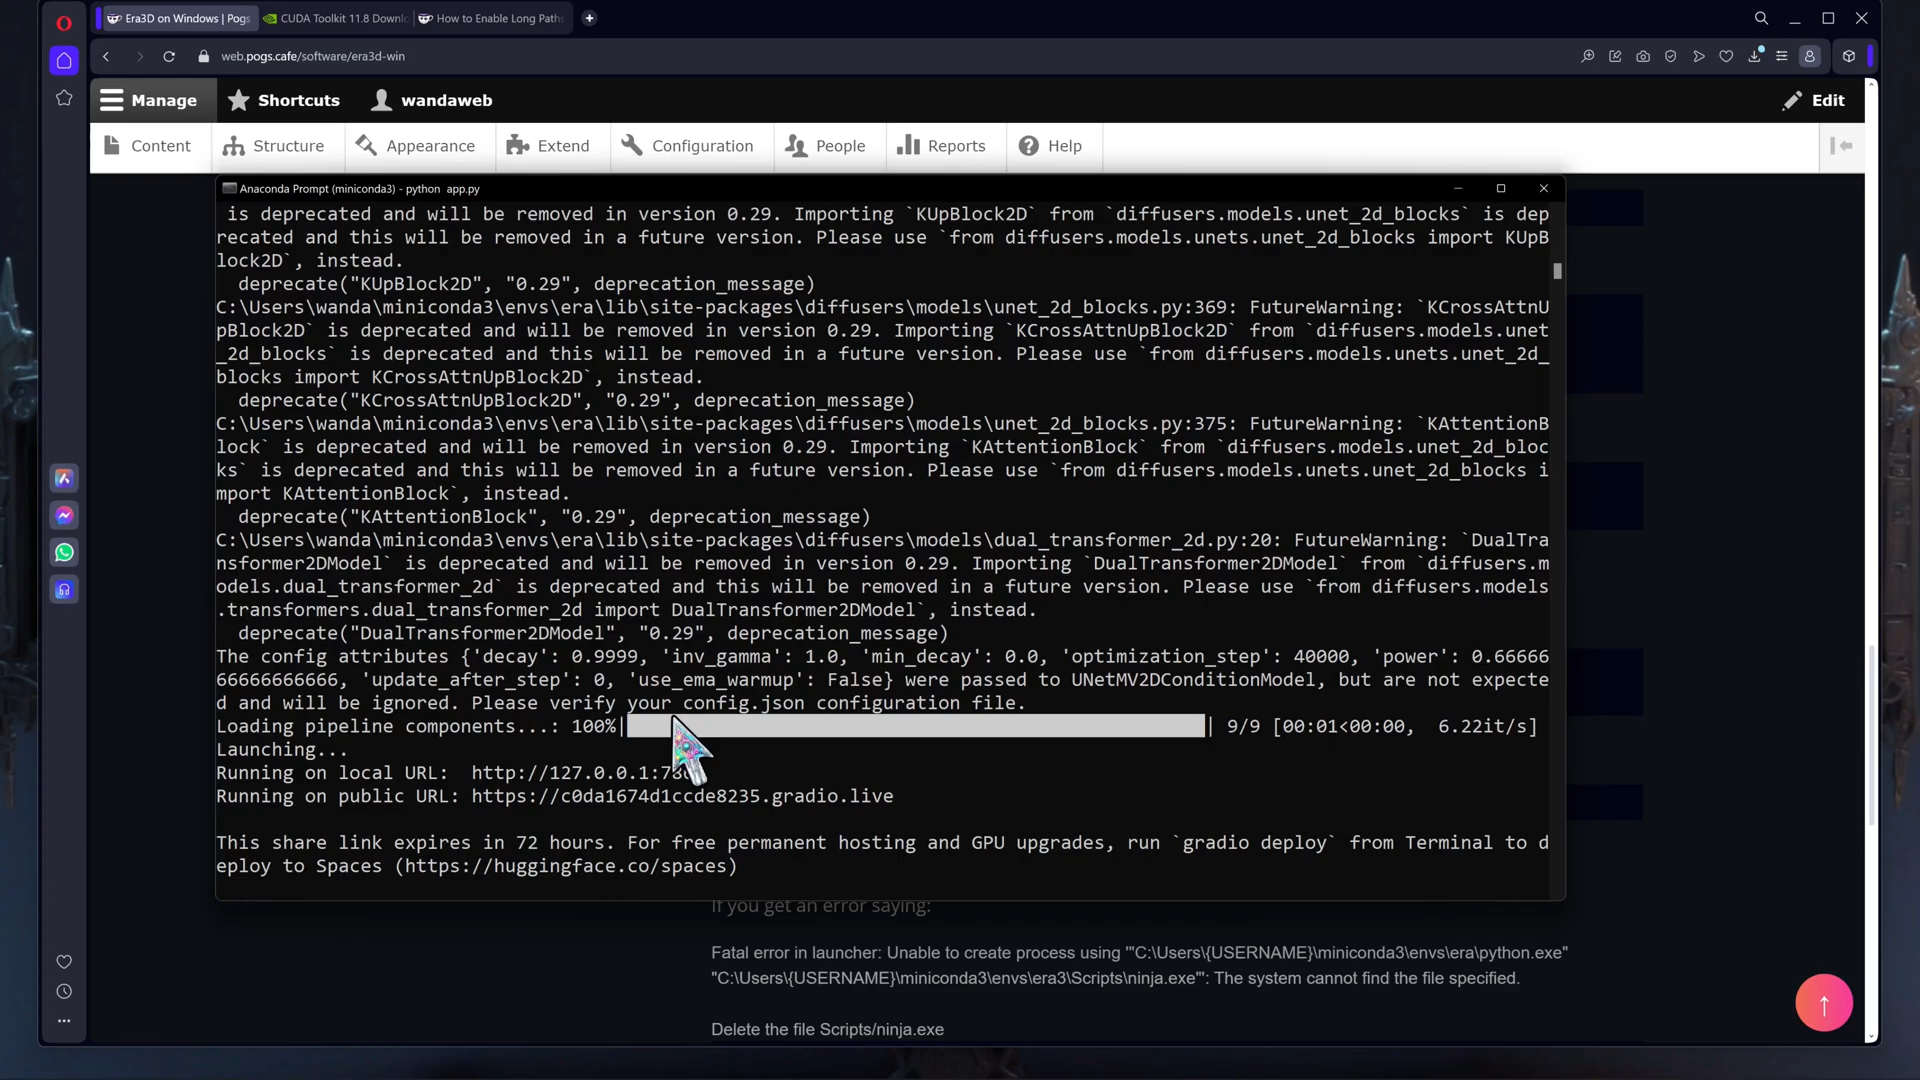 Era3D on Windows | Pogs
CUDA Toolkit 11.8 Downl
How to Enable Long Paths
web.pogs.cafe/software/era3d-win
Manage
Shortcuts
wandaweb
Edit
Content
Structure
Appearance
Extend
Configuration
People
Reports
Help
Anaconda Prompt (miniconda3) - python  app.py
is deprecated and will be removed in version 0.29. Importing `KUpBlock2D` from `diffusers.models.unet_2d_blocks` is dep
recated and this will be removed in a future version. Please use `from diffusers.models.unets.unet_2d_blocks import KUpB
lock2D`, instead.
deprecate("KUpBlock2D", "0.29", deprecation_message)
C:\Users\wanda\miniconda3\envs\era\lib\site-packages\diffusers\models\unet_2d_blocks.py:369: FutureWarning: `KCrossAttnU
pBlock2D` is deprecated and will be removed in version 0.29. Importing `KCrossAttnUpBlock2D` from `diffusers.models.unet
_2d_blocks` is deprecated and this will be removed in a future version. Please use `from diffusers.models.unets.unet_2d_
blocks import KCrossAttnUpBlock2D`, instead.
deprecate("KCrossAttnUpBlock2D", "0.29", deprecation_message)
C:\Users\wanda\miniconda3\envs\era\lib\site-packages\diffusers\models\unet_2d_blocks.py:375: FutureWarning: `KAttentionB
lock` is deprecated and will be removed in version 0.29. Importing `KAttentionBlock` from `diffusers.models.unet_2d_bloc
ks` is deprecated and this will be removed in a future version. Please use `from diffusers.models.unets.unet_2d_blocks i
mport KAttentionBlock`, instead.
deprecate("KAttentionBlock", "0.29", deprecation_message)
C:\Users\wanda\miniconda3\envs\era\lib\site-packages\diffusers\models\dual_transformer_2d.py:20: FutureWarning: `DualTra
nsformer2DModel` is deprecated and will be removed in version 0.29. Importing `DualTransformer2DModel` from `diffusers.m
odels.dual_transformer_2d` is deprecated and this will be removed in a future version. Please use `from diffusers.models
.transformers.dual_transformer_2d import DualTransformer2DModel`, instead.
deprecate("DualTransformer2DModel", "0.29", deprecation_message)
The config attributes {'decay': 0.9999, 'inv_gamma': 1.0, 'min_decay': 0.0, 'optimization_step': 40000, 'power': 0.66666
66666666666, 'update_after_step': 0, 'use_ema_warmup': False} were passed to UNetMV2DConditionModel, but are not expecte
d and will be ignored. Please verify your config.json configuration file.
Loading pipeline components...: 100%| | 9/9 [00:01<00:00,  6.22it/s]
Launching...
Running on local URL:  http://127.0.0.1:78
Running on public URL: https://c0da1674d1ccde8235.gradio.live
This share link expires in 72 hours. For free permanent hosting and GPU upgrades, run `gradio deploy` from Terminal to d
eploy to Spaces (https://huggingface.co/spaces)
If you get an error saying:
Fatal error in launcher: Unable to create process using '"C:\Users\{USERNAME}\miniconda3\envs\era\python.exe"
"C:\Users\{USERNAME}\miniconda3\envs\era3\Scripts\ninja.exe"': The system cannot find the file specified.
Delete the file Scripts/ninja.exe